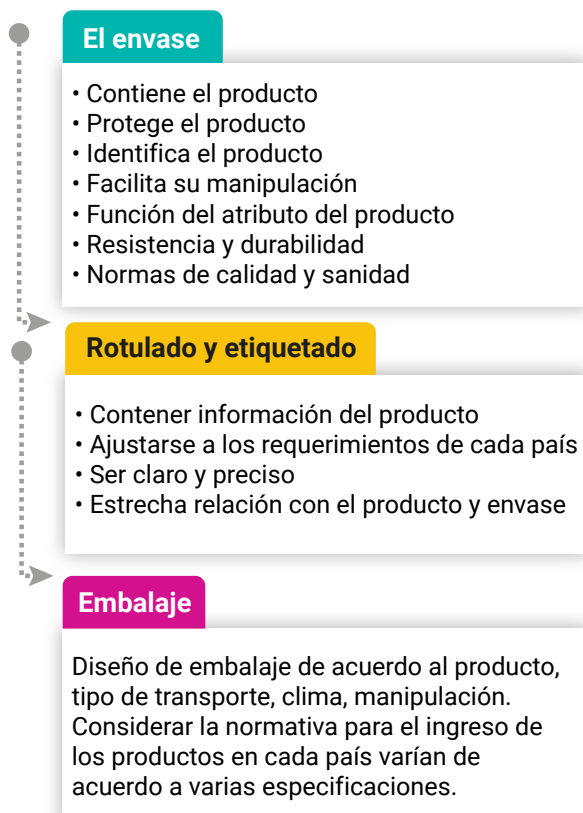 El envase
• Contiene el producto
• Protege el producto
• Identifica el producto
• Facilita su manipulación
• Función del atributo del producto
• Resistencia y durabilidad
• Normas de calidad y sanidad
Rotulado y etiquetado
• Contener información del producto
• Ajustarse a los requerimientos de cada país
• Ser claro y preciso
• Estrecha relación con el producto y envase
Embalaje
Diseño de embalaje de acuerdo al producto,
tipo de transporte, clima, manipulación.
Considerar la normativa para el ingreso de
los productos en cada país varían de
acuerdo a varias especificaciones.